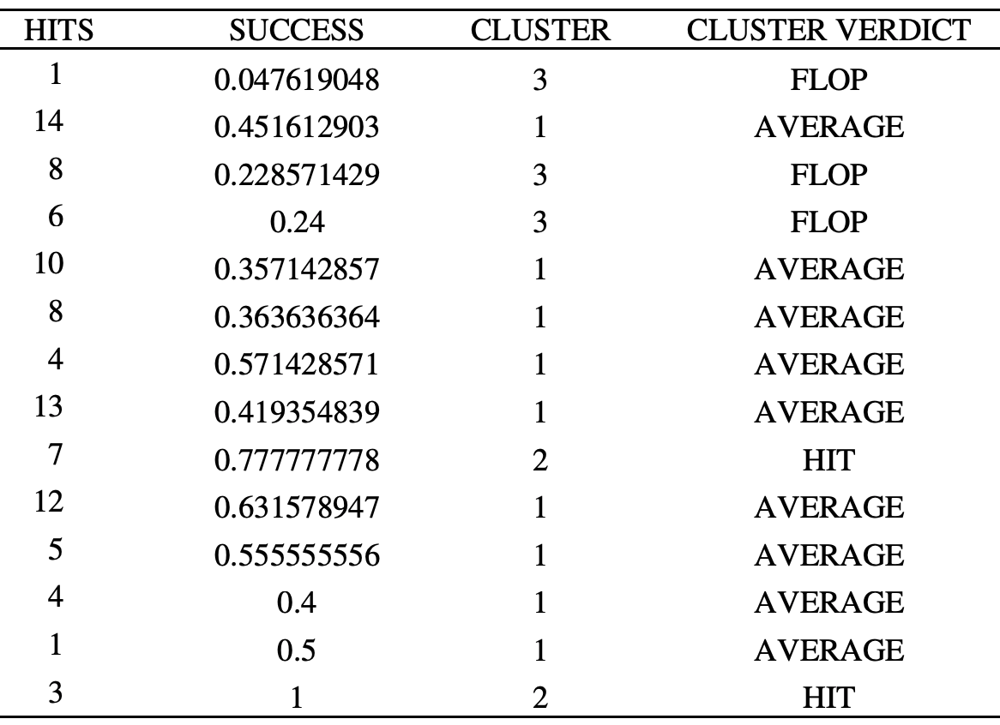 HITS SUCCESS CLUSTER CLUSTER VERDICT
1 0.047619048 3 FLOP
14 0.451612903 1 AVERAGE
8 0.228571429 3 FLOP
6 0.24 3 FLOP
10 0.357142857 1 AVERAGE
8 0.363636364 1 AVERAGE
4 0.571428571 1 AVERAGE
13 0.419354839 1 AVERAGE
7 0.777777778 2 HIT
12 0.631578947 1 AVERAGE
5 0.555555556 1 AVERAGE
4 0.4 1 AVERAGE
1 0.5 1 AVERAGE
3 1 2 HIT